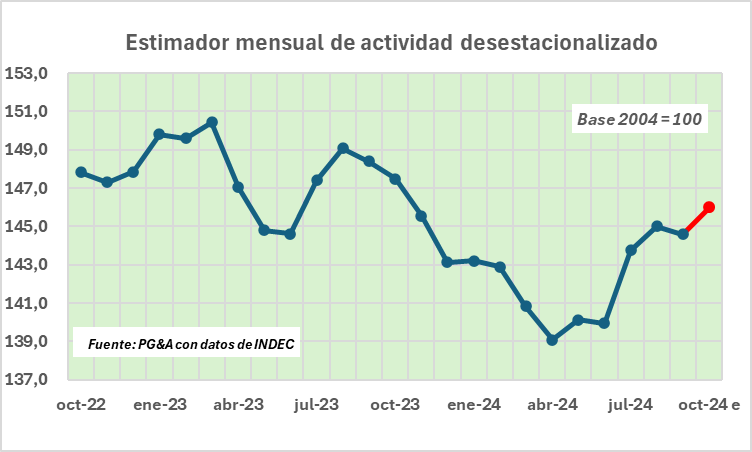 Estimador mensual de actividad desestacionalizado
153,0
151,0
149,0
147,0
145,0
143,0
141,0
139,0
137,0
Base 2004 = 100
Fuente: PG&A con datos de INDEC
oct-22 ene-23 abr-23 jul-23 oct-23 ene-24 abr-24 jul-24 oct-24 e